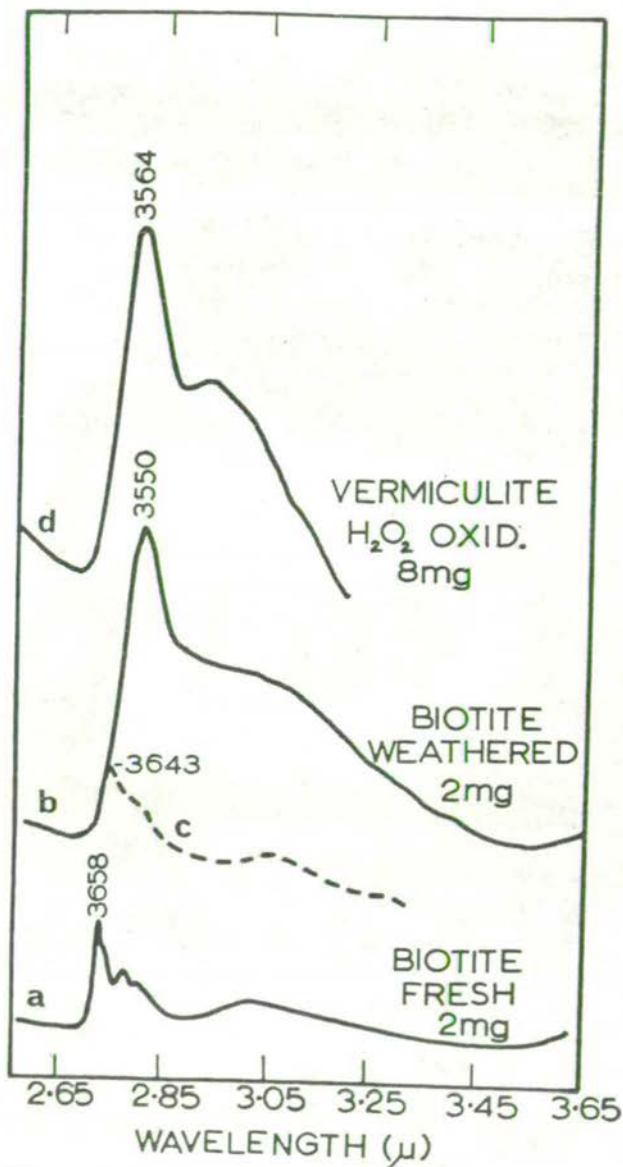 3564
d
VERMICULITE
H₂O₂ OXID.
8mg
3550
BIOTITE
WEATHERED
2mg
b
-3643
c
3658
BIOTITE
FRESH
2mg
a
2·65 2·85 3·05 3·25 3·45 3·65
WAVELENGTH (μ)